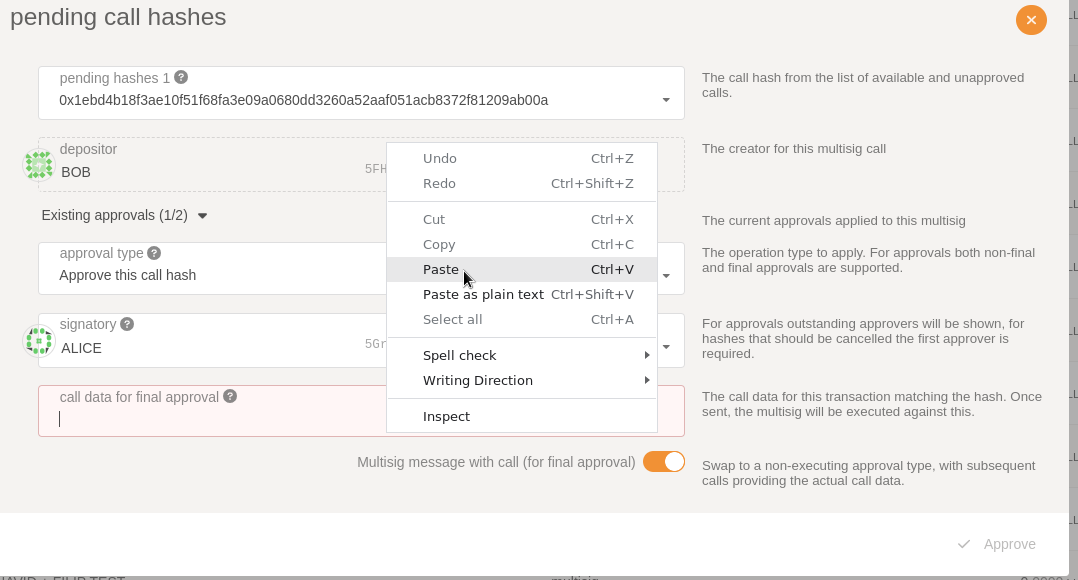 pending call hashes
pending hashes 1 ?
0x1ebd4b18f3ae10f51f68fa3e09a0680dd3260a52aaf051acb8372f81209ab00a
The call hash from the list of available and unapproved
calls.
depositor
BOB
5FH
The creator for this multisig call
Existing approvals (1/2)
The current approvals applied to this multisig
approval type ?
Approve this call hash
The operation type to apply. For approvals both non-final
and final approvals are supported.
signatory ?
ALICE
5Gr
For approvals outstanding approvers will be shown, for
hashes that should be cancelled the first approver is
required.
call data for final approval ?
The call data for this transaction matching the hash. Once
sent, the multisig will be executed against this.
Undo Ctrl+Z
Redo Ctrl+Shift+Z
Cut Ctrl+X
Copy Ctrl+C
Paste Ctrl+V
Paste as plain text Ctrl+Shift+V
Select all Ctrl+A
Spell check
Writing Direction
Inspect
Multisig message with call (for final approval)
Swap to a non-executing approval type, with subsequent
calls providing the actual call data.
Approve